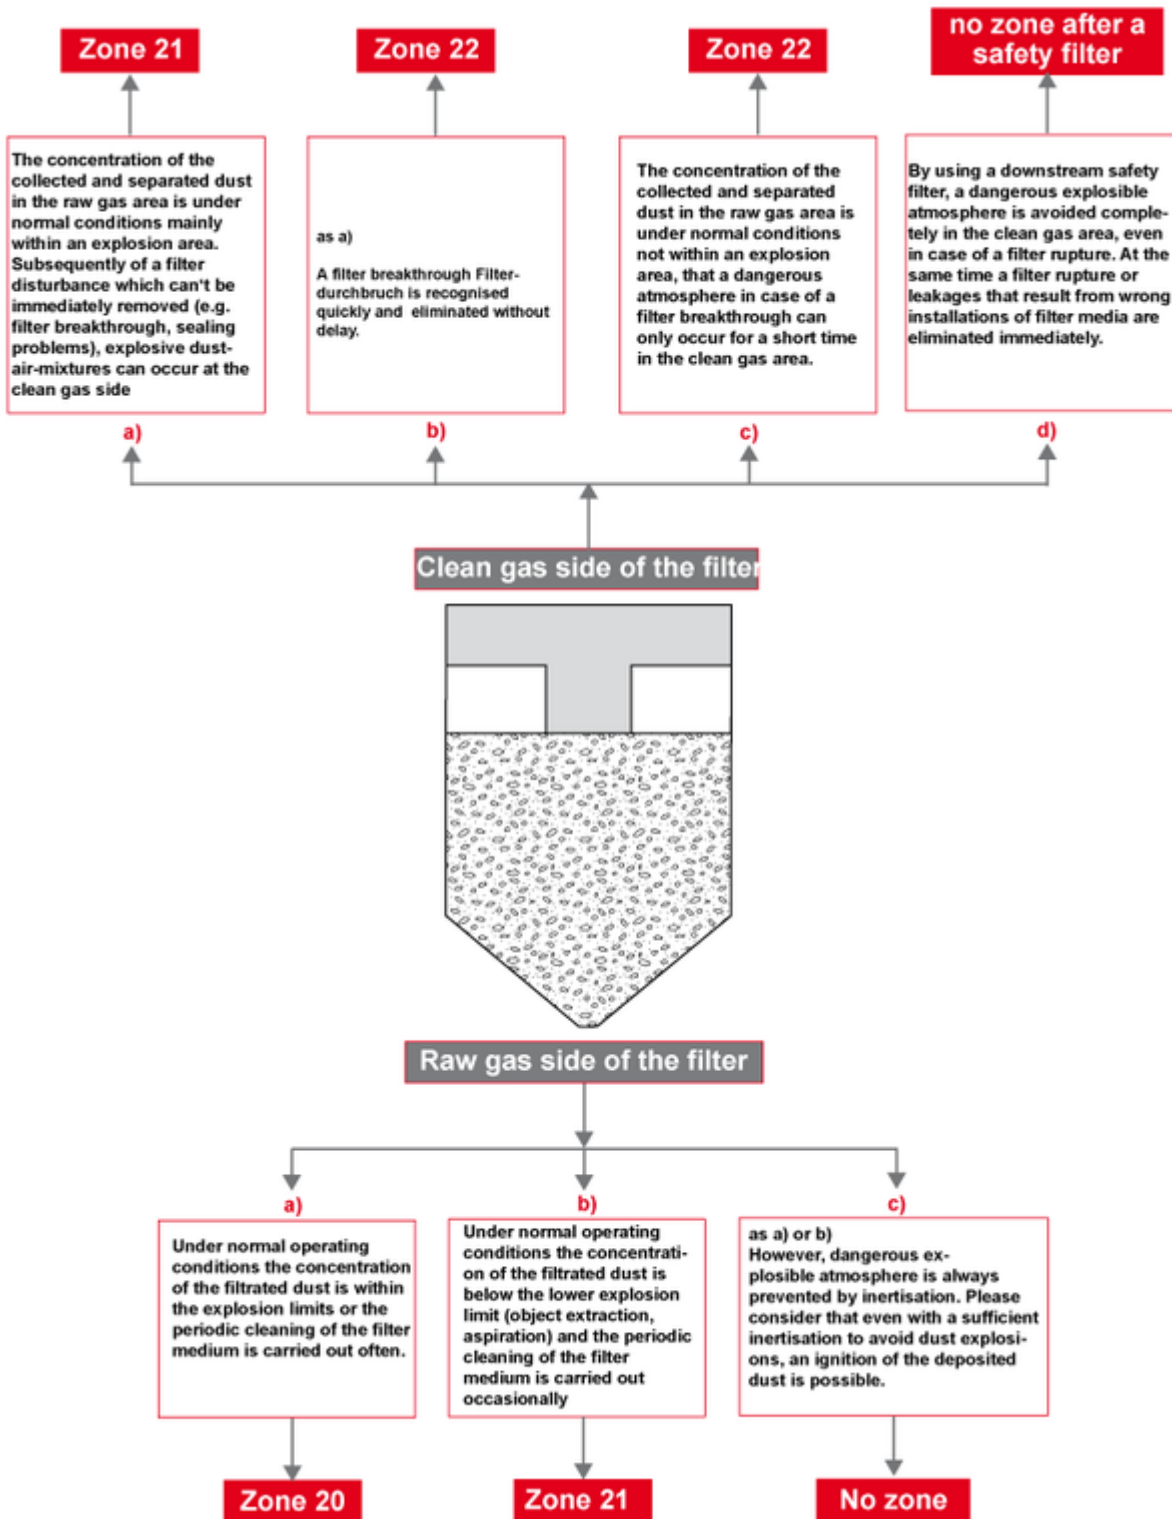 Zone 21
Zone 22
Zone 22
no zone after a
safety filter
The concentration of the
collected and separated dust
in the raw gas area is under
normal conditions mainly
within an explosion area.
Subsequently of a filter
disturbance which can't be
immediately removed (e.g.
filter breakthrough, sealing
problems), explosive dust-
air-mixtures can occur at the
clean gas side
as a)
A filter breakthrough Filter-
durchbruch is recognised
quickly and eliminated without
delay.
The concentration of the
collected and separated
dust in the raw gas area is
under normal conditions
not within an explosion
area, that a dangerous
atmosphere in case of a
filter breakthrough can
only occur for a short time
in the clean gas area.
By using a downstream safety
filter, a dangerous explosible
atmosphere is avoided comple-
tely in the clean gas area, even
in case of a filter rupture. At the
same time a filter rupture or
leakages that result from wrong
installations of filter media are
eliminated immediately.
a)
b)
c)
d)
Clean gas side of the filter
Raw gas side of the filter
a)
b)
c)
Under normal operating
conditions the concentration
of the filtrated dust is within
the explosion limits or the
periodic cleaning of the filter
medium is carried out often.
Under normal operating
conditions the concentrati-
on of the filtrated dust is
below the lower explosion
limit (object extraction,
aspiration) and the periodic
cleaning of the filter
medium is carried out
occasionally
as a) or b)
However, dangerous ex-
plosible atmosphere is always
prevented by inertisation. Please
consider that even with a sufficient
inertisation to avoid dust explosi-
ons, an ignition of the deposited
dust is possible.
Zone 20
Zone 21
No zone